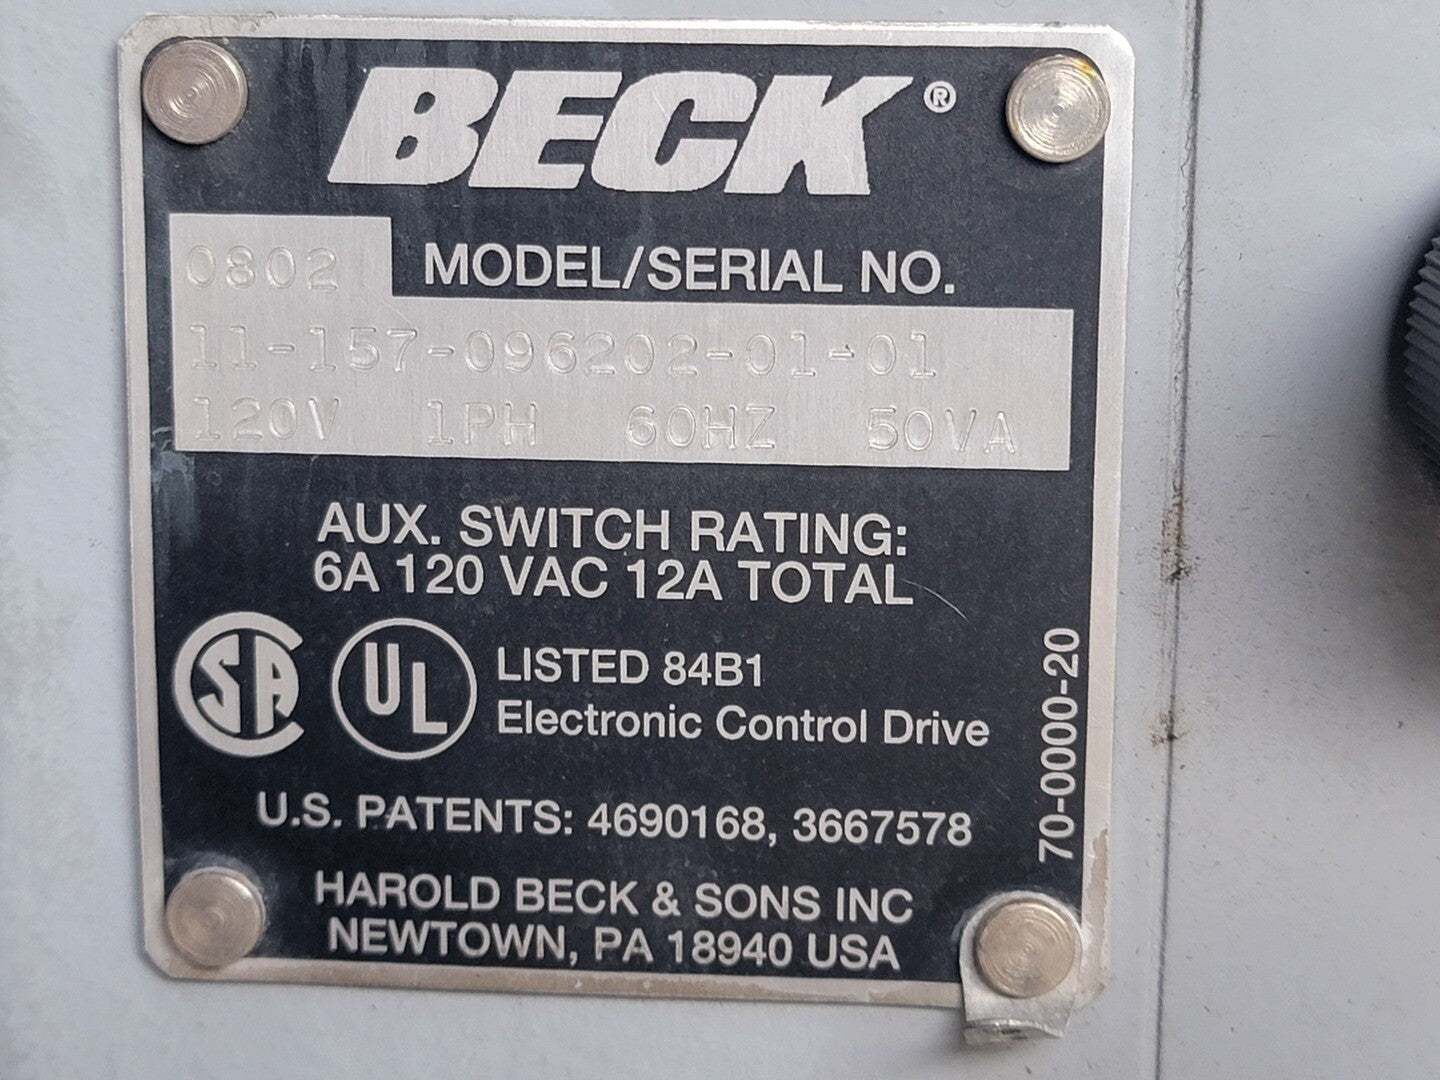 BECK®
0802 MODEL/SERIAL NO.
11-157-096202-01-01
120V 1PH 60HZ 50VA
AUX. SWITCH RATING:
6A 120 VAC 12A TOTAL
SA UL LISTED 84B1
Electronic Control Drive
U.S. PATENTS: 4690168, 3667578
HAROLD BECK & SONS INC
NEWTOWN, PA 18940 USA
70-0000-20